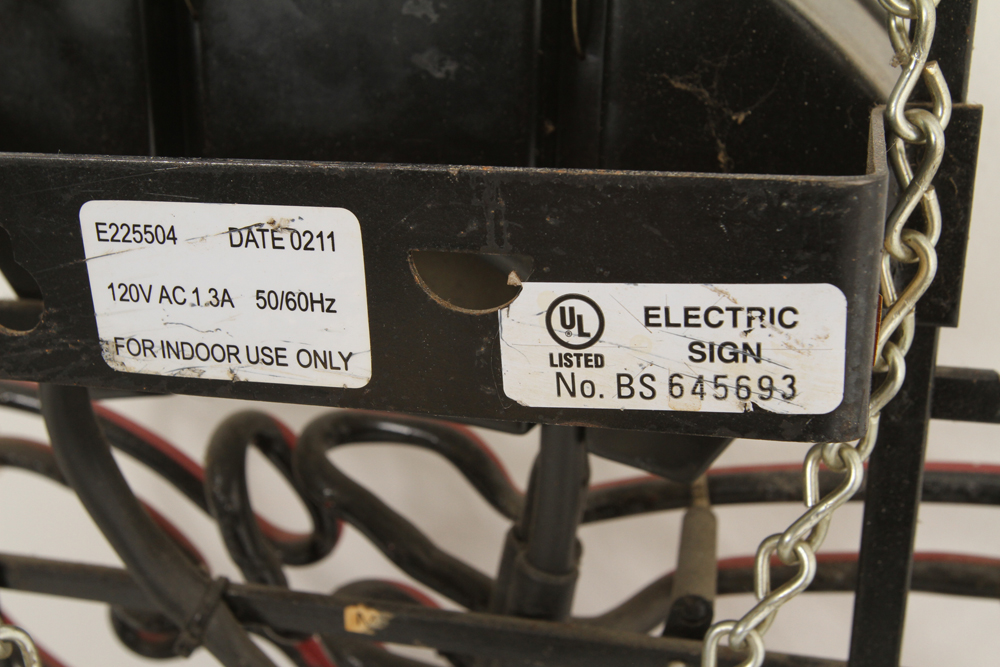 E225504 DATE 0211
120V AC 1.3A 50/60Hz
FOR INDOOR USE ONLY
UL
®
LISTED
ELECTRIC
SIGN
No. BS 645693